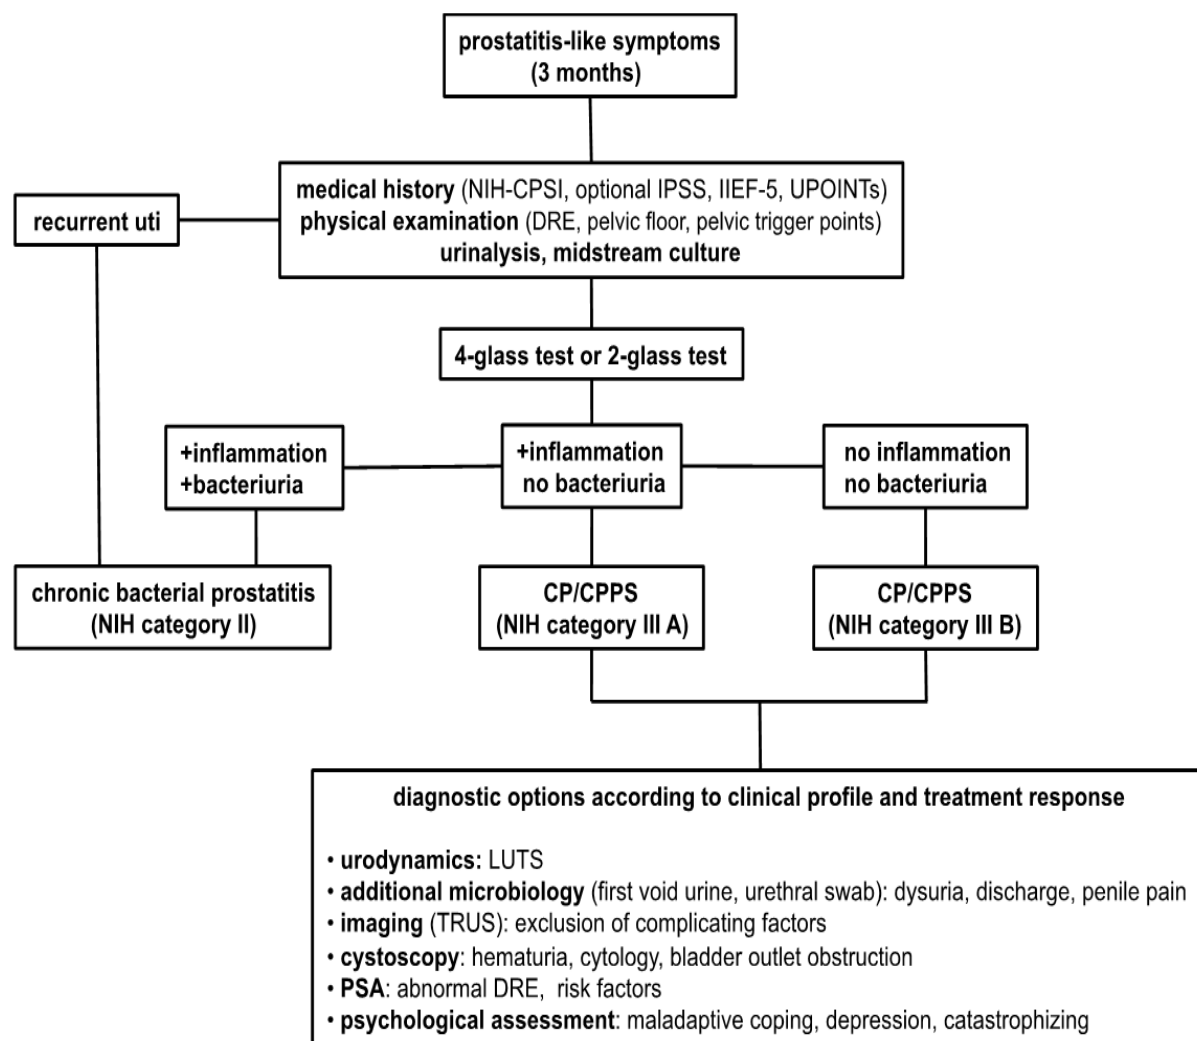 prostatitis-like symptoms
(3 months)
medical history (NIH-CPSI, optional IPSS, IIEF-5, UPOINTs)
physical examination (DRE, pelvic floor, pelvic trigger points)
urinalysis, midstream culture
recurrent uti
4-glass test or 2-glass test
+inflammation
+bacteriuria
+inflammation
no bacteriuria
no inflammation
no bacteriuria
chronic bacterial prostatitis
(NIH category II)
CP/CPPS
(NIH category III A)
CP/CPPS
(NIH category III B)
diagnostic options according to clinical profile and treatment response
• urodynamics: LUTS
• additional microbiology (first void urine, urethral swab): dysuria, discharge, penile pain
• imaging (TRUS): exclusion of complicating factors
• cystoscopy: hematuria, cytology, bladder outlet obstruction
• PSA: abnormal DRE, risk factors
• psychological assessment: maladaptive coping, depression, catastrophizing